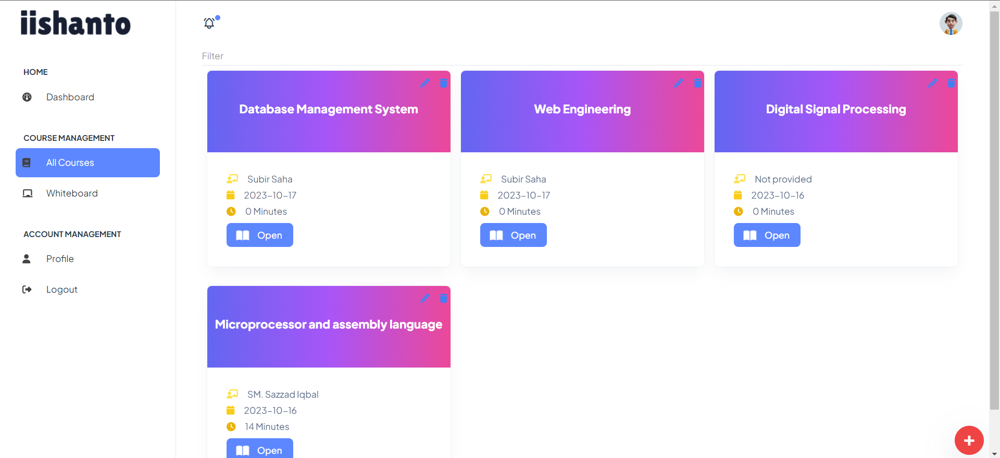 iishanto
HOME
Dashboard
COURSE MANAGEMENT
All Courses
Whiteboard
ACCOUNT MANAGEMENT
Profile
Logout
Filter
Database Management System
Subir Saha
2023-10-17
0 Minutes
Open
Web Engineering
Subir Saha
2023-10-17
0 Minutes
Open
Digital Signal Processing
Not provided
2023-10-16
0 Minutes
Open
Microprocessor and assembly language
SM. Sazzad Iqbal
2023-10-16
14 Minutes
Open